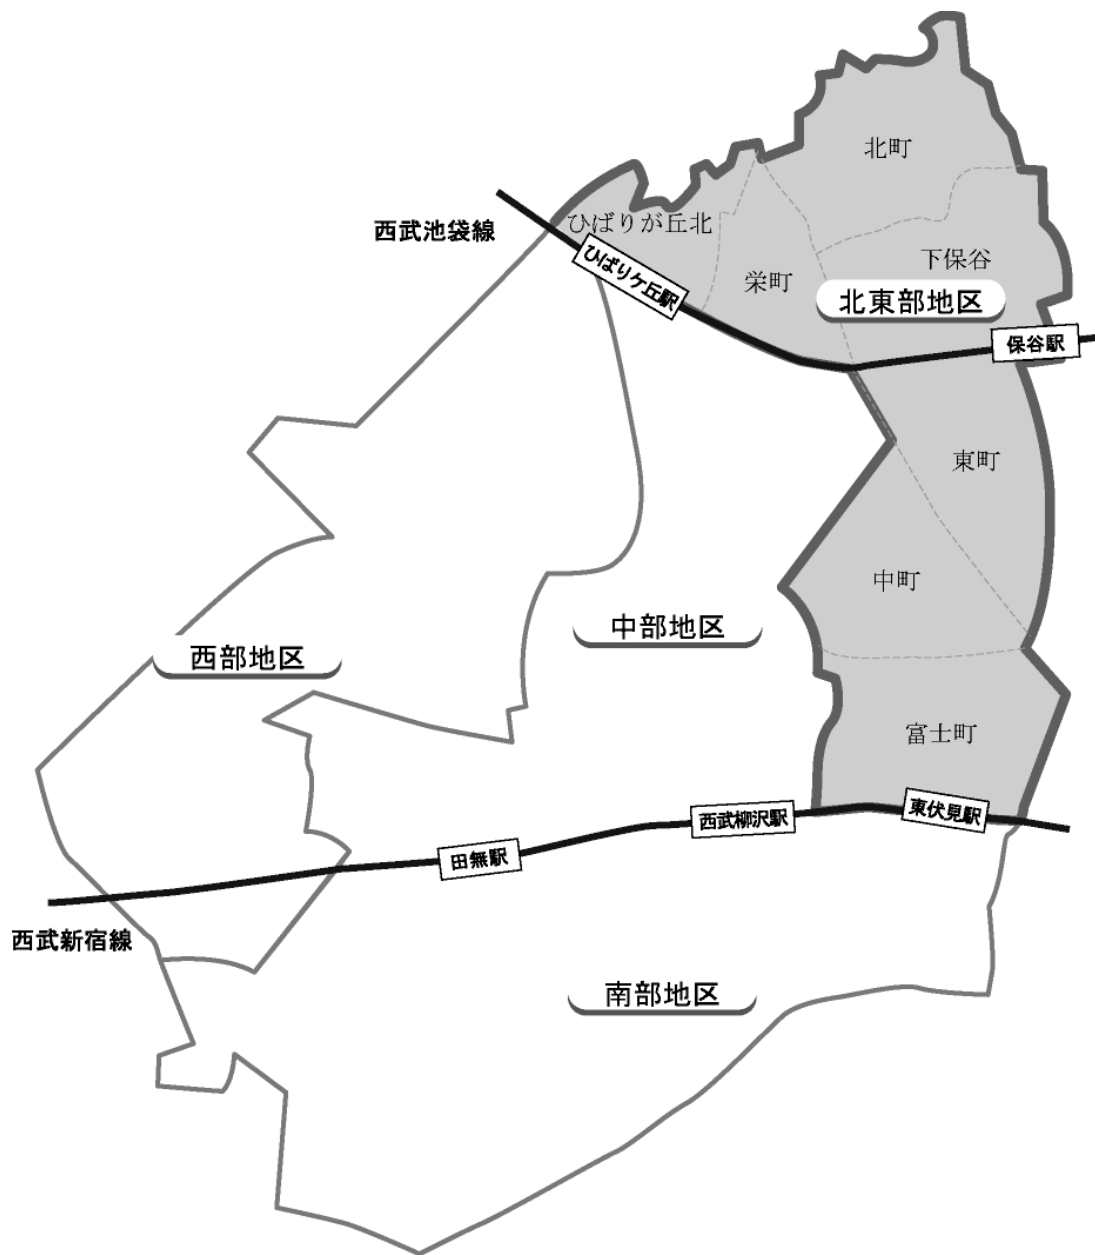 北町
西武池袋線
ひばりが丘北
ひばりケ丘駅
栄町
下保谷
北東部地区
保谷駅
東町
中町
中部地区
西部地区
富士町
東伏見駅
西武柳沢駅
田無駅
西武新宿線
南部地区